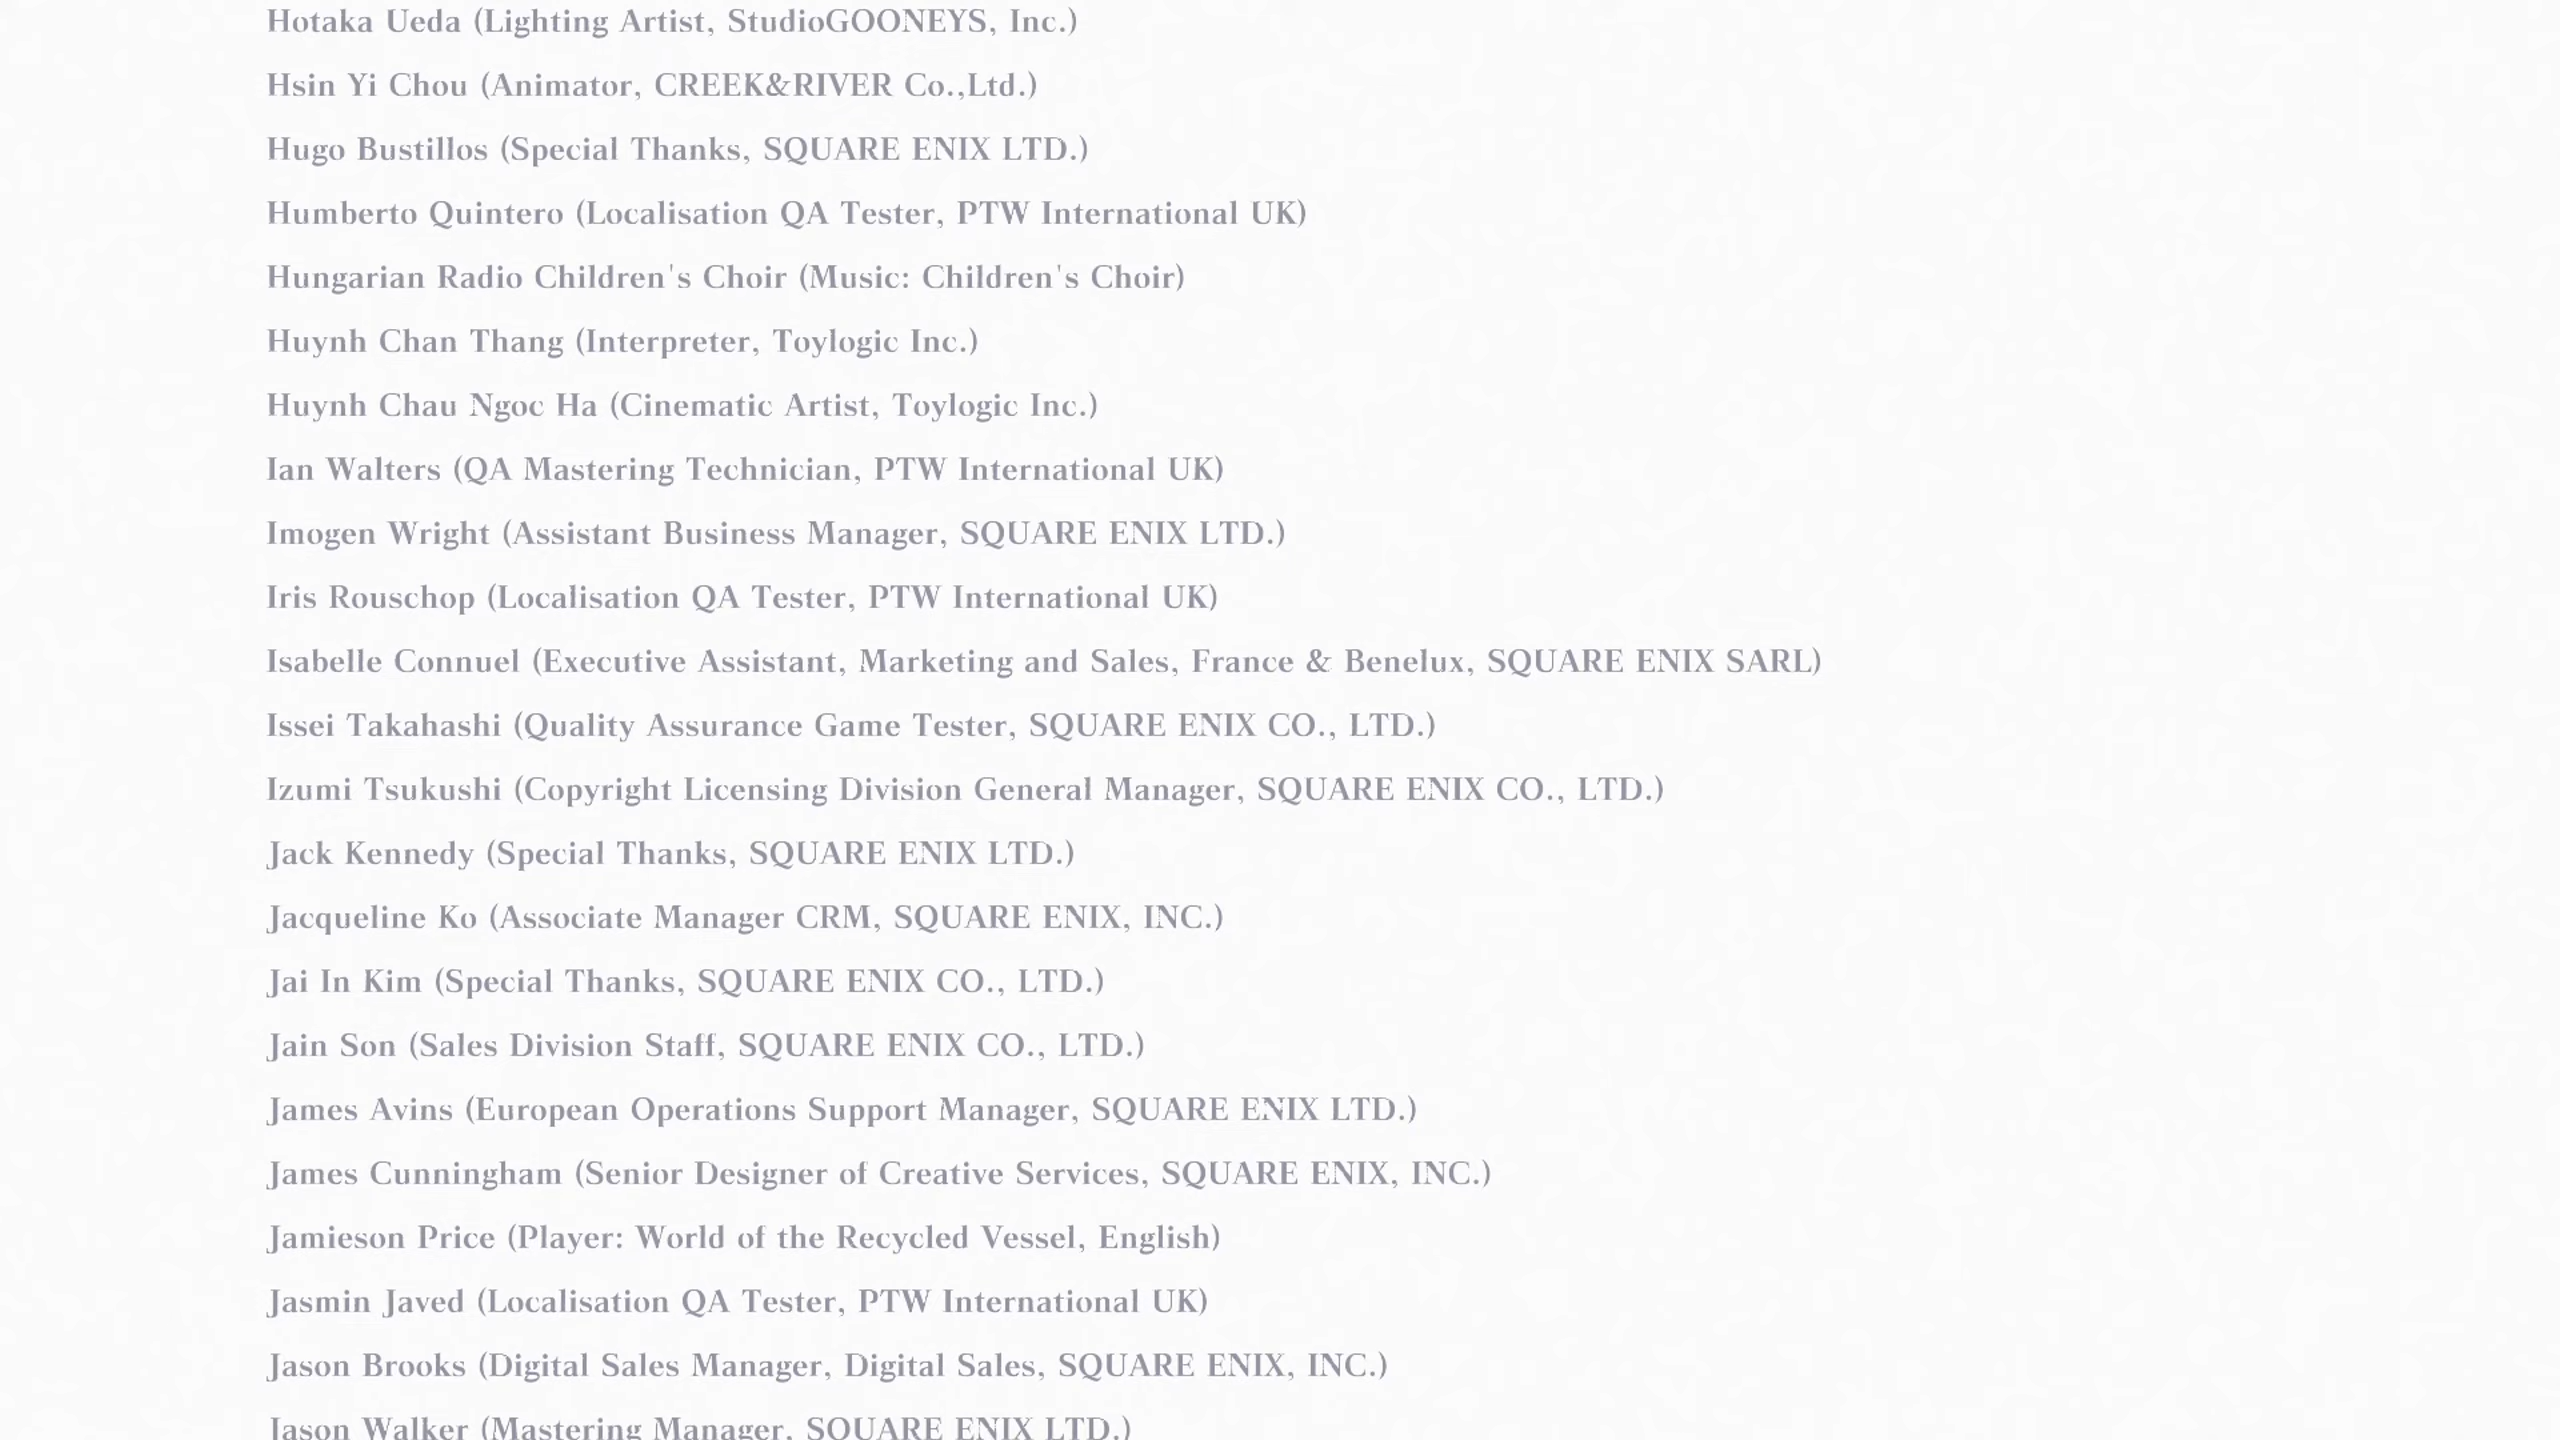 Hotaka Ueda (Lighting Artist, StudioGOONEYS, Inc.)
Hsin Yi Chou (Animator, CREEK&RIVER Co.,Ltd.)
Hugo Bustillos (Special Thanks, SQUARE ENIX LTD.)
Humberto Quintero (Localisation QA Tester, PTW International UK)
Hungarian Radio Children's Choir (Music: Children's Choir)
Huynh Chan Thang (Interpreter, Toylogic Inc.)
Huynh Chau Ngoc Ha (Cinematic Artist, Toylogic Inc.)
Ian Walters (QA Mastering Technician, PTW International UK)
Imogen Wright (Assistant Business Manager, SQUARE ENIX LTD.)
Iris Rouschop (Localisation QA Tester, PTW International UK)
Isabelle Connuel (Executive Assistant, Marketing and Sales, France & Benelux, SQUARE ENIX SARL)
Issei Takahashi (Quality Assurance Game Tester, SQUARE ENIX CO., LTD.)
Izumi Tsukushi (Copyright Licensing Division General Manager, SQUARE ENIX CO., LTD.)
Jack Kennedy (Special Thanks, SQUARE ENIX LTD.)
Jacqueline Ko (Associate Manager CRM, SQUARE ENIX, INC.)
Jai In Kim (Special Thanks, SQUARE ENIX CO., LTD.)
Jain Son (Sales Division Staff, SQUARE ENIX CO., LTD.)
James Avins (European Operations Support Manager, SQUARE ENIX LTD.)
James Cunningham (Senior Designer of Creative Services, SQUARE ENIX, INC.)
Jamieson Price (Player: World of the Recycled Vessel, English)
Jasmin Javed (Localisation QA Tester, PTW International UK)
Jason Brooks (Digital Sales Manager, Digital Sales, SQUARE ENIX, INC.)
Jason Walker (Mastering Manager, SQUARE ENIX LTD.)